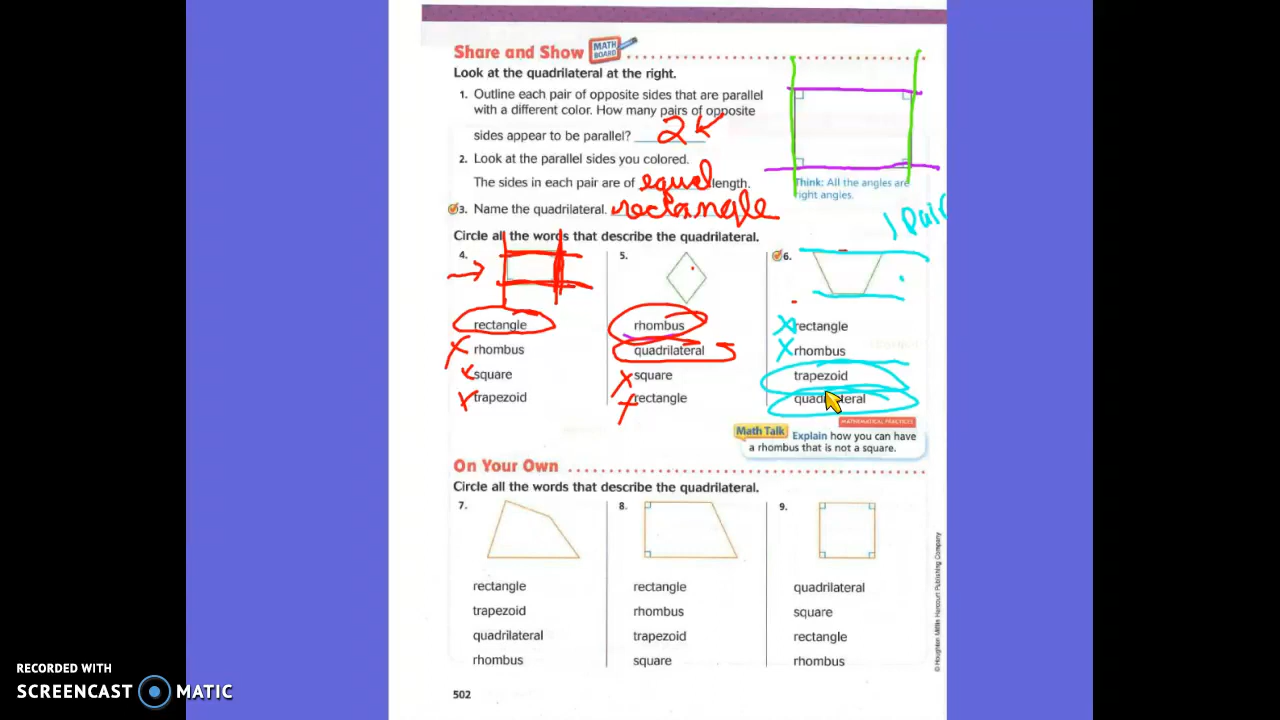 Share and Show MATH BOARD
Look at the quadrilateral at the right.
1. Outline each pair of opposite sides that are parallel
with a different color. How many pairs of opposite
sides appear to be parallel? 2
2. Look at the parallel sides you colored.
The sides in each pair are of equal length.
3. Name the quadrilateral. rectangle
Think: All the angles are
right angles.
1 pair
Circle all the words that describe the quadrilateral.
4.
rectangle
rhombus
square
trapezoid
5.
rhombus
quadrilateral
square
rectangle
6.
rectangle
rhombus
trapezoid
quadrilateral
MATHEMATICAL PRACTICES
Math Talk Explain how you can have
a rhombus that is not a square.
On Your Own
Circle all the words that describe the quadrilateral.
7.
rectangle
trapezoid
quadrilateral
rhombus
8.
rectangle
rhombus
trapezoid
square
9.
quadrilateral
square
rectangle
rhombus
© Houghton Mifflin Harcourt Publishing Company
502
RECORDED WITH
SCREENCAST MATIC